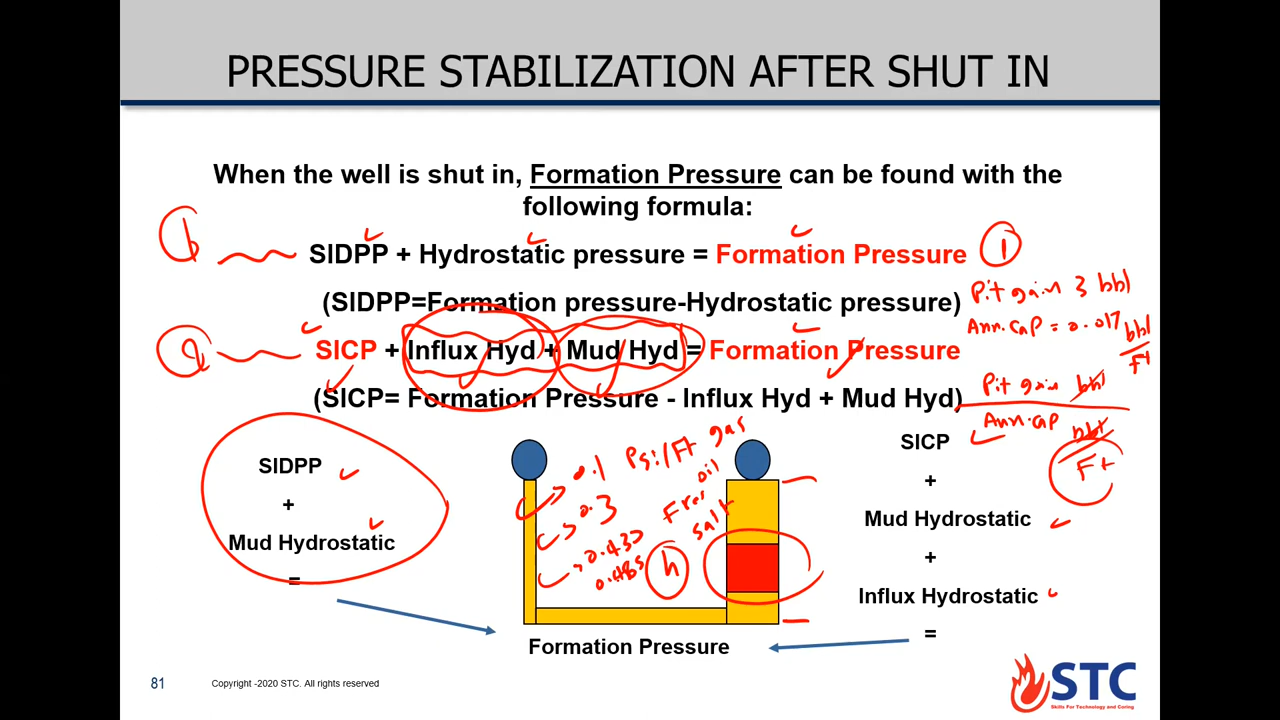 PRESSURE STABILIZATION AFTER SHUT IN
When the well is shut in, Formation Pressure can be found with the
following formula:
1
SIDPP + Hydrostatic pressure = Formation Pressure
1
(SIDPP=Formation pressure-Hydrostatic pressure)
Pit gain 3 bbl
Ann.cap = 0.017 bbl/Ft
2
SICP + Influx Hyd + Mud Hyd = Formation Pressure
(SICP= Formation Pressure - Influx Hyd + Mud Hyd)
Pit gain bbl
Ann.cap bbl/Ft
SIDPP
+
Mud Hydrostatic
=
0.1 Psi/Ft gas
0.3 oil
0.433 Fres
0.465 salt
h
SICP
+
Mud Hydrostatic
+
Influx Hydrostatic
=
Formation Pressure
81
Copyright -2020 STC. All rights reserved
STC
Skills For Technology and Coring